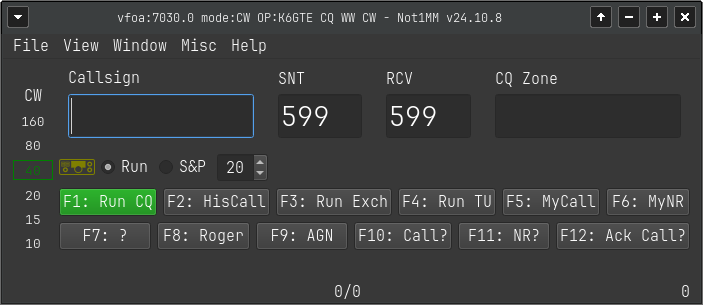 vfoa:7030.0 mode:CW OP:K6GTE CQ WW CW - Not1MM v24.10.8
File View Window Misc Help
Callsign SNT RCV CQ Zone
CW
599 599
160
80
40
Run S&P 20
20
F1: Run CQ F2: HisCall F3: Run Exch F4: Run TU F5: MyCall F6: MyNR
15
F7: ? F8: Roger F9: AGN F10: Call? F11: NR? F12: Ack Call?
10
0/0 0